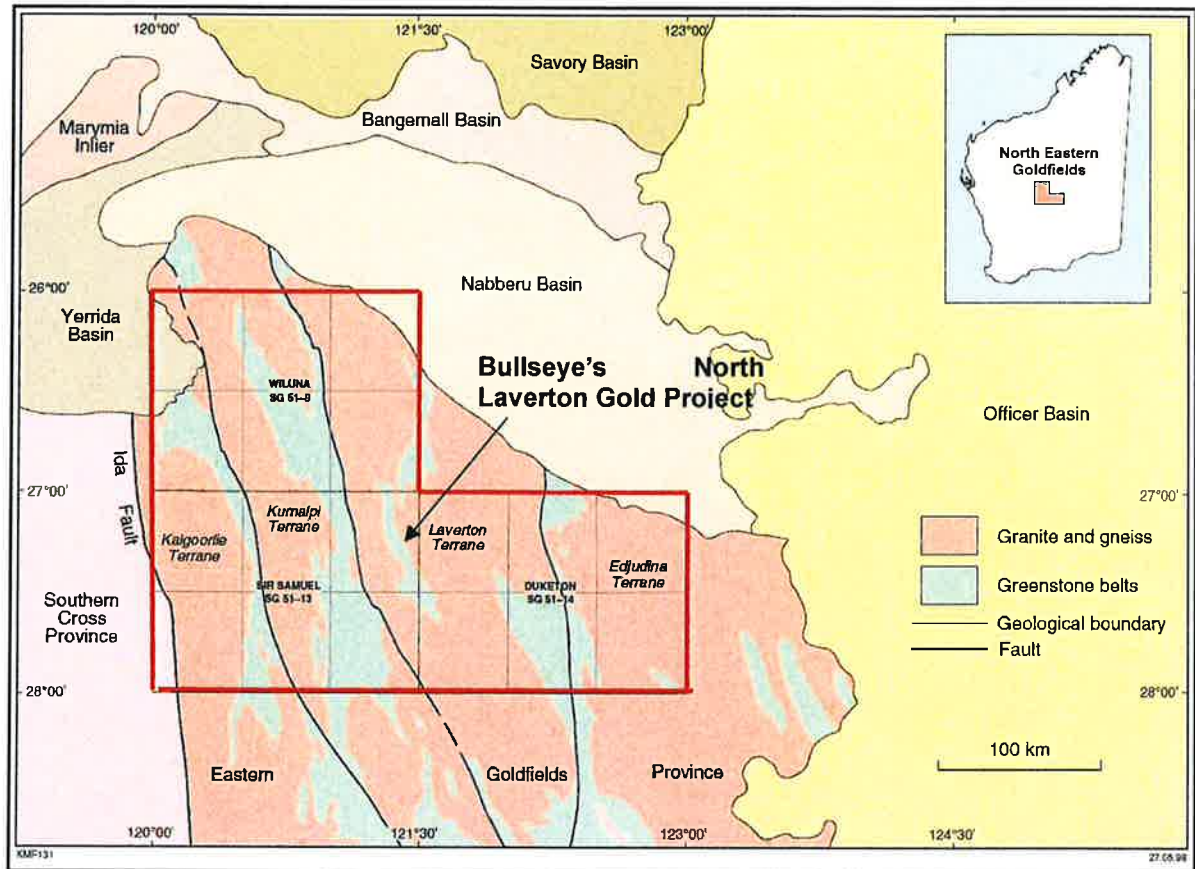 120°00'
121°30'
123°00'
Savory Basin
Bangemall Basin
Marymia
Inlier
North Eastern
Goldfields
26°00'
Nabberu Basin
Yerrida
Basin
Bullseye's North
Laverton Gold Project
WILUNA
SG 51–9
Officer Basin
Ida
Fault
27°00'
27°00'
Kurnalpi
Terrane
Kalgoorlie
Terrane
Laverton
Terrane
Edjudina
Terrane
Granite and gneiss
SIR SAMUEL
SG 51–13
DUKETON
SG 51–14
Greenstone belts
Southern
Cross
Province
Geological boundary
Fault
28°00'
28°00'
100 km
Eastern Goldfields Province
120°00'
121°30'
123°00'
124°30'
KMF131
27.05.98